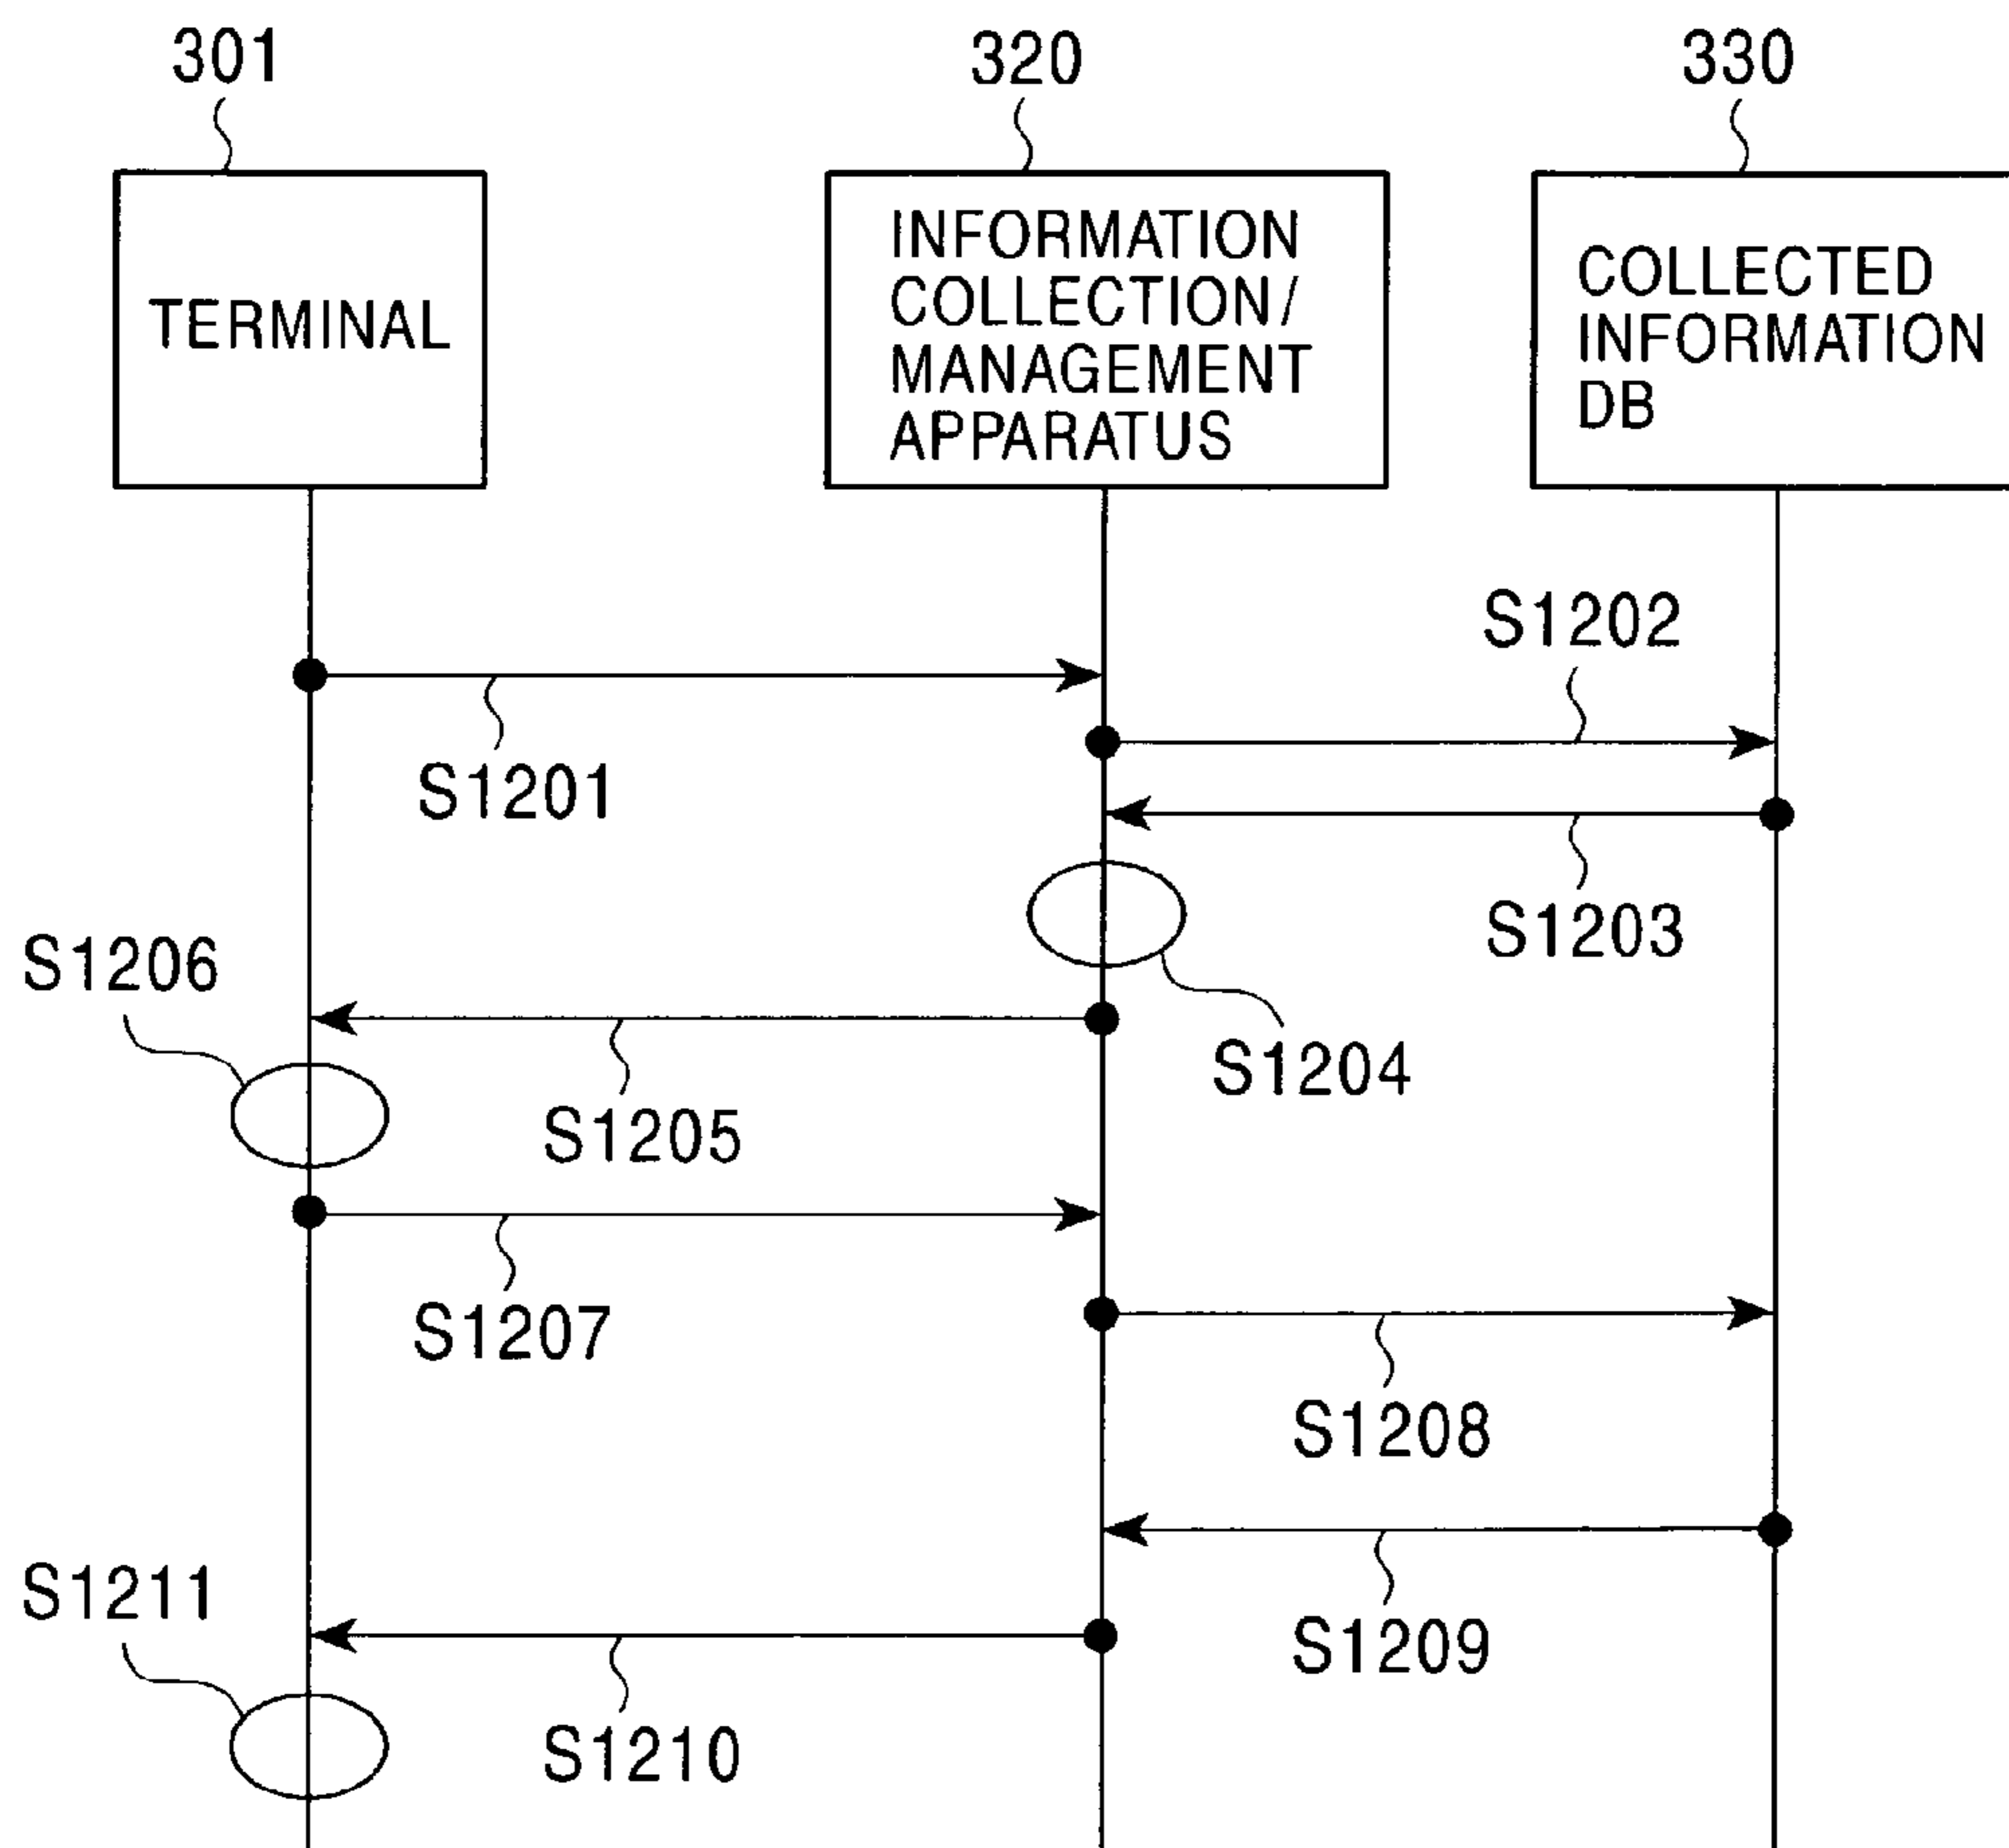 301
320
330
TERMINAL
INFORMATION
COLLECTION/
MANAGEMENT
APPARATUS
COLLECTED
INFORMATION
DB
S1202
S1201
S1203
S1206
S1204
S1205
S1207
S1208
S1211
S1209
S1210